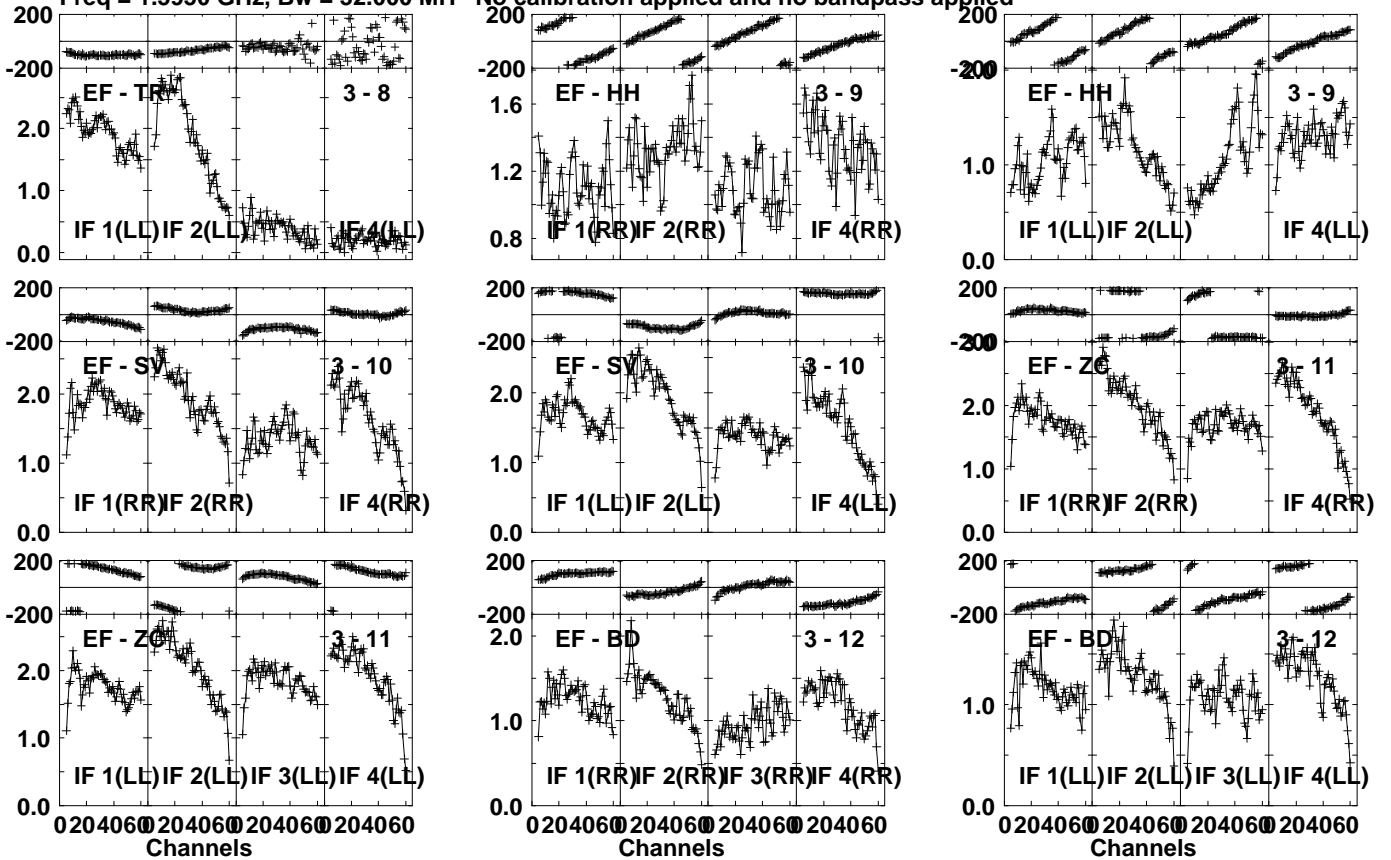 Freq = 1.5950 GHz, Bw = 32.000 MH No calibration applied and no bandpass applied
200
-200
EF - TR
3 - 8
2.0
1.0
0.0
IF 1(LL) IF 2(LL) IF 4(LL)
EF - HH
3 - 9
1.6
1.2
0.8
IF 1(RR) IF 2(RR) IF 4(RR)
200
-200
2.0
EF - HH
3 - 9
1.0
0.0
IF 1(LL) IF 2(LL) IF 4(LL)
200
-200
EF - SV
3 - 10
2.0
1.0
0.0
IF 1(RR) IF 2(RR) IF 4(RR)
200
-200
EF - SV
3 - 10
2.0
1.0
0.0
IF 1(LL) IF 2(LL) IF 4(LL)
200
-200
3.0
EF - ZC
3 - 11
2.0
1.0
0.0
IF 1(RR) IF 2(RR) IF 4(RR)
200
-200
EF - ZC
3 - 11
2.0
1.0
0.0
IF 1(LL) IF 2(LL) IF 3(LL) IF 4(LL)
0 20 40 60 0 20 40 60 0 20 40 60 0 20 40 60
Channels
200
-200
2.0
EF - BD
3 - 12
1.0
0.0
IF 1(RR) IF 2(RR) IF 3(RR) IF 4(RR)
0 20 40 60 0 20 40 60 0 20 40 60 0 20 40 60
Channels
200
-200
EF - BD
3 - 12
1.0
0.0
IF 1(LL) IF 2(LL) IF 3(LL) IF 4(LL)
0 20 40 60 0 20 40 60 0 20 40 60 0 20 40 60
Channels